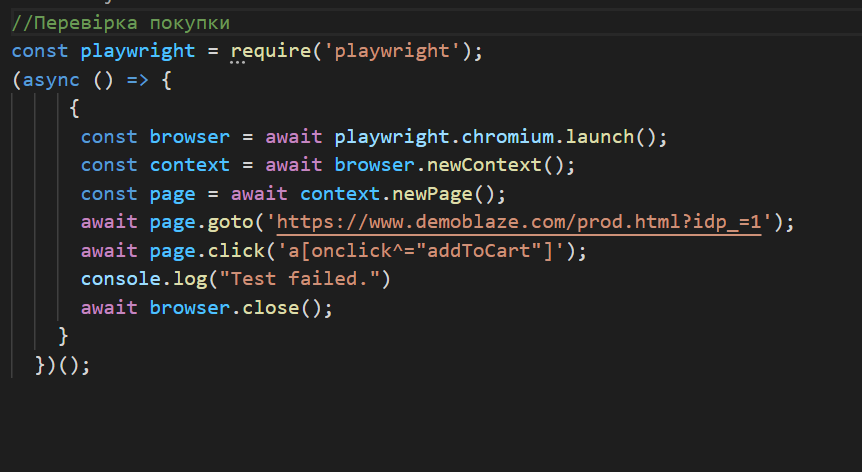 //Перевірка покупки
const playwright = require('playwright');
(async () => {
{
const browser = await playwright.chromium.launch();
const context = await browser.newContext();
const page = await context.newPage();
await page.goto('https://www.demoblaze.com/prod.html?idp_=1');
await page.click('a[onclick^="addToCart"]');
console.log("Test failed.")
await browser.close();
}
})();